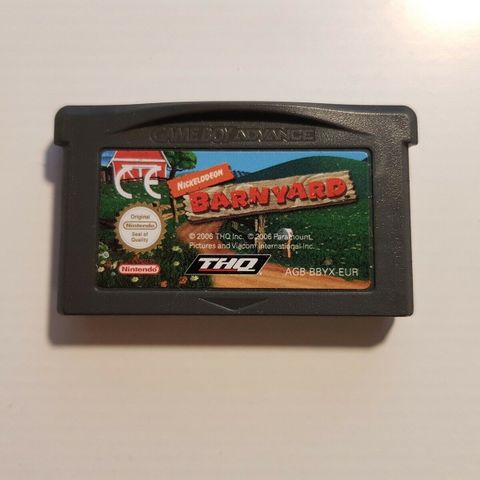 GAME BOY ADVANCE
NICKELODEON
BARNYARD
Original
Nintendo
Seal of
Quality
© 2006 THQ Inc. © 2006 Paramount
Pictures and Viacom International Inc.
Nintendo
THQ
AGB-BBYX-EUR